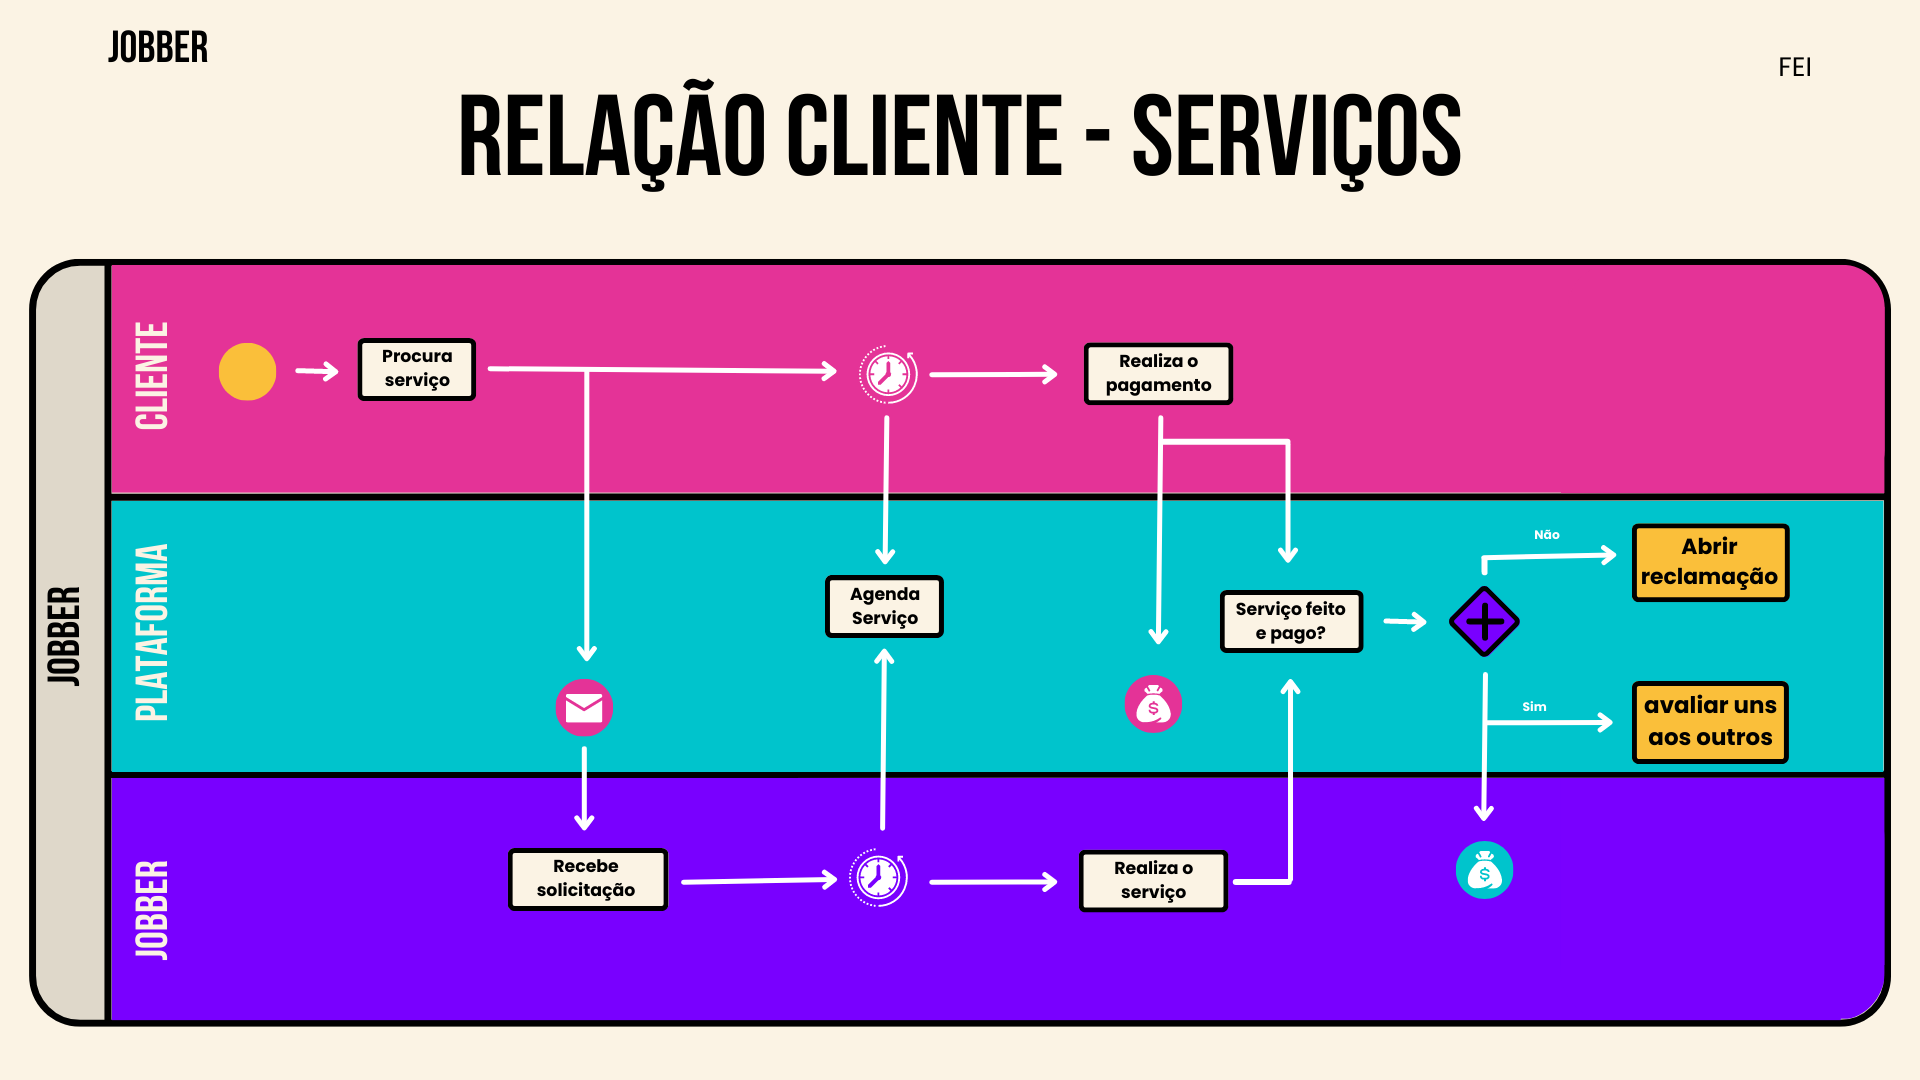 JOBBER
FEI
RELAÇÃO CLIENTE - SERVIÇOS
JOBBER
CLIENTE
Procura
serviço
Realiza o
pagamento
PLATAFORMA
Agenda
Serviço
Serviço feito
e pago?
Não
Abrir
reclamação
$
Sim
avaliar uns
aos outros
JOBBER
Recebe
solicitação
Realiza o
serviço
$